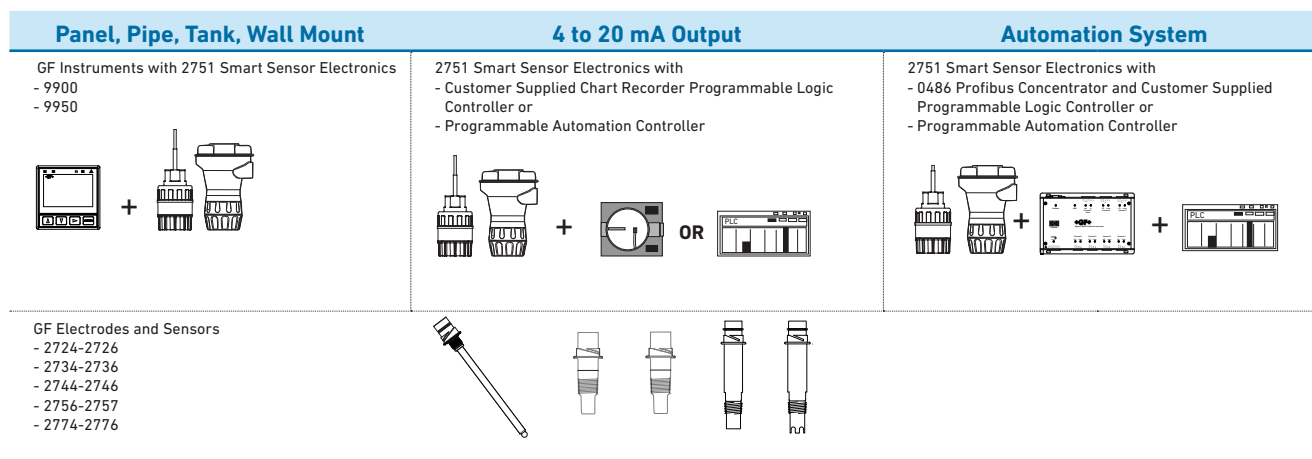 Panel, Pipe, Tank, Wall Mount
GF Instruments with 2751 Smart Sensor Electronics
- 9900
- 9950
+
4 to 20 mA Output
2751 Smart Sensor Electronics with
- Customer Supplied Chart Recorder Programmable Logic
Controller or
- Programmable Automation Controller
+
OR
PLC
Automation System
2751 Smart Sensor Electronics with
- 0486 Profibus Concentrator and Customer Supplied
Programmable Logic Controller or
- Programmable Automation Controller
+
+GF+
+
PLC
GF Electrodes and Sensors
- 2724-2726
- 2734-2736
- 2744-2746
- 2756-2757
- 2774-2776